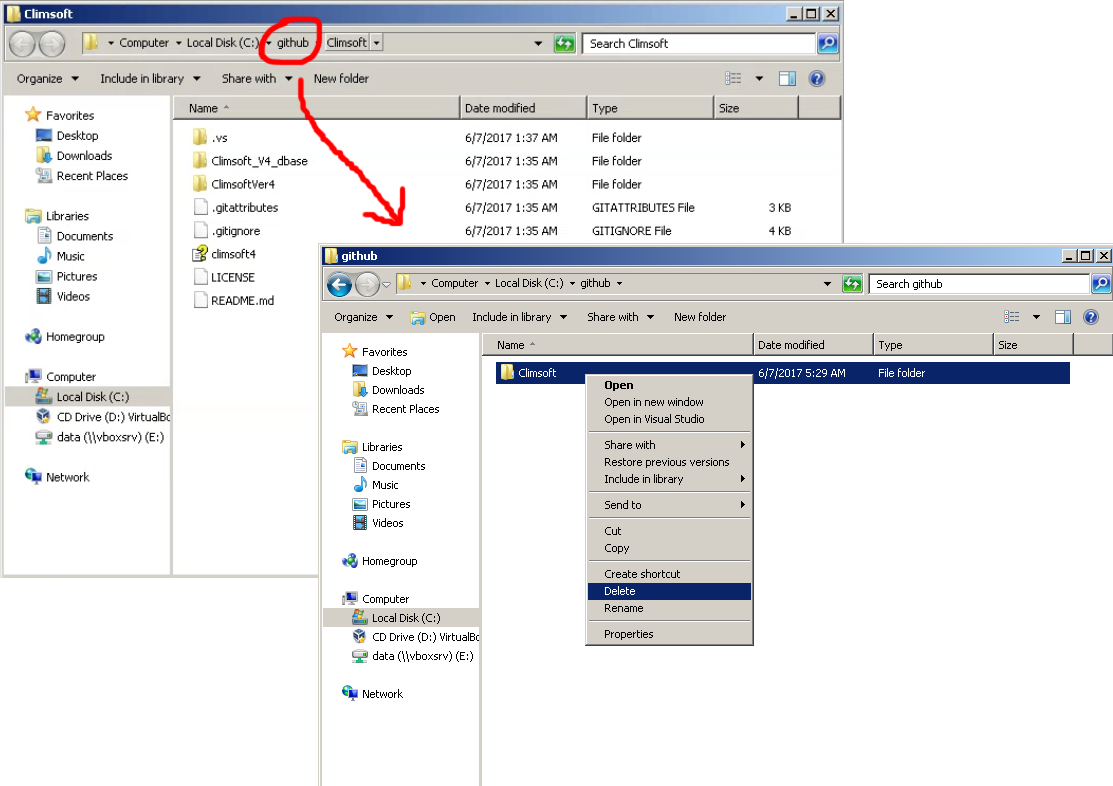 Climsoft
Computer Local Disk (C:) github Climsoft Search Climsoft
Organize Include in library Share with New folder
Name Date modified Type Size
Favorites
Desktop
Downloads
Recent Places
Libraries
Documents
Music
Pictures
Videos
Homegroup
Computer
Local Disk (C:)
CD Drive (D:) VirtualBo
data (\\vboxsrv) (E:)
Network
.vs 6/7/2017 1:37 AM File folder
Climsoft_V4_dbase 6/7/2017 1:35 AM File folder
ClimsoftVer4 6/7/2017 1:35 AM File folder
.gitattributes 6/7/2017 1:35 AM GITATTRIBUTES File 3 KB
.gitignore 6/7/2017 1:35 AM GITIGNORE File 4 KB
climsoft4
LICENSE
README.md
github
Computer Local Disk (C:) github Search github
Organize Open Include in library Share with New folder
Name Date modified Type Size
Favorites
Desktop
Downloads
Recent Places
Libraries
Documents
Music
Pictures
Videos
Homegroup
Computer
Local Disk (C:)
CD Drive (D:) VirtualBo
data (\\vboxsrv) (E:)
Network
Climsoft 6/7/2017 5:29 AM File folder
Open
Open in new window
Open in Visual Studio
Share with
Restore previous versions
Include in library
Send to
Cut
Copy
Create shortcut
Delete
Rename
Properties